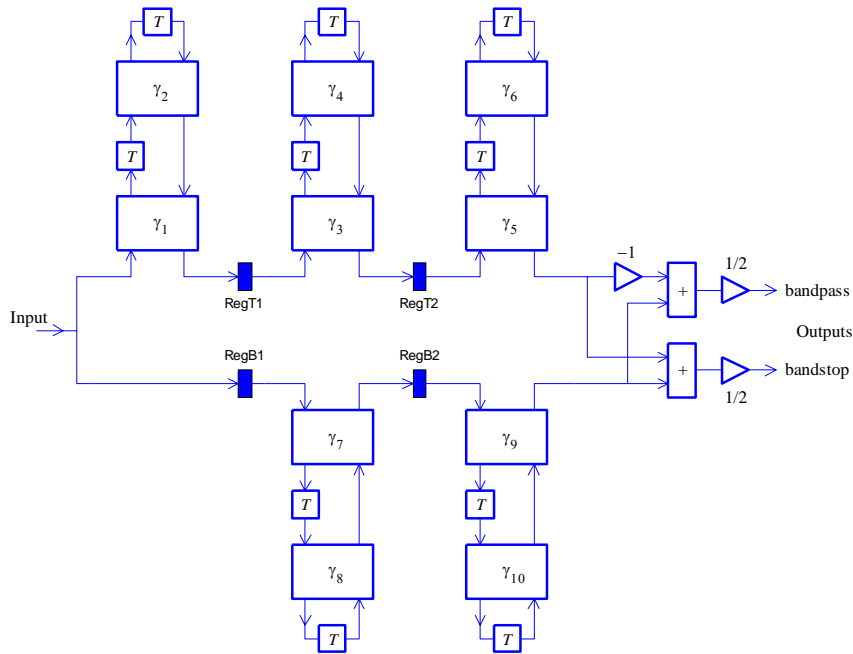 T T T
γ2 γ4 γ6
T T T
γ1 γ3 γ5
−1
1/2
+
bandpass
RegT1 RegT2
Input
Outputs
RegB1 RegB2
+
bandstop
1/2
γ7 γ9
T T
γ8 γ10
T T